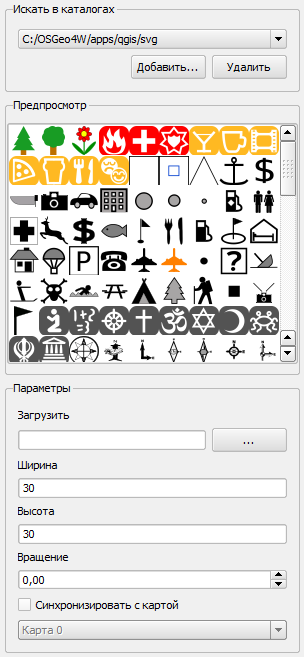 Искать в каталогах
C:/OSGeo4W/apps/qgis/svg
Добавить... Удалить
Предпросмотр
$
$
P ?
Параметры
Загрузить
...
Ширина
30
Высота
30
Вращение
0,00
Синхронизировать с картой
Карта 0